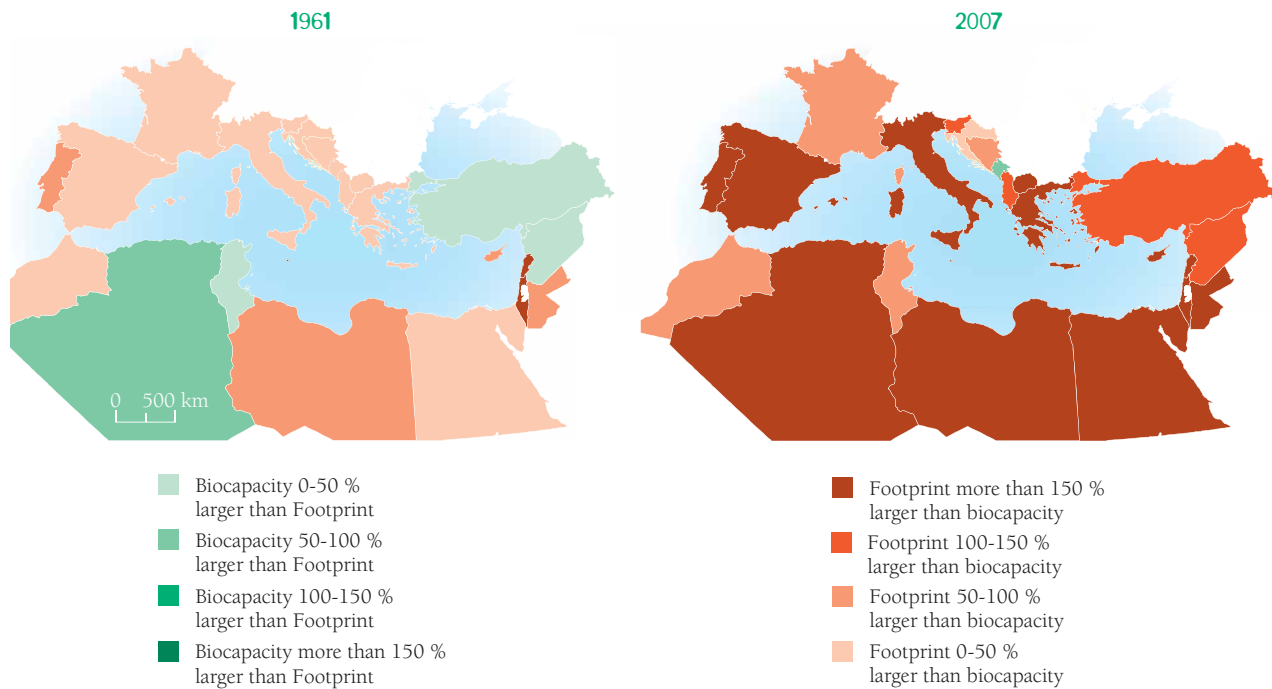 1961
2007
0 500 km
Biocapacity 0-50 %
larger than Footprint
Biocapacity 50-100 %
larger than Footprint
Biocapacity 100-150 %
larger than Footprint
Biocapacity more than 150 %
larger than Footprint
Footprint more than 150 %
larger than biocapacity
Footprint 100-150 %
larger than biocapacity
Footprint 50-100 %
larger than biocapacity
Footprint 0-50 %
larger than biocapacity